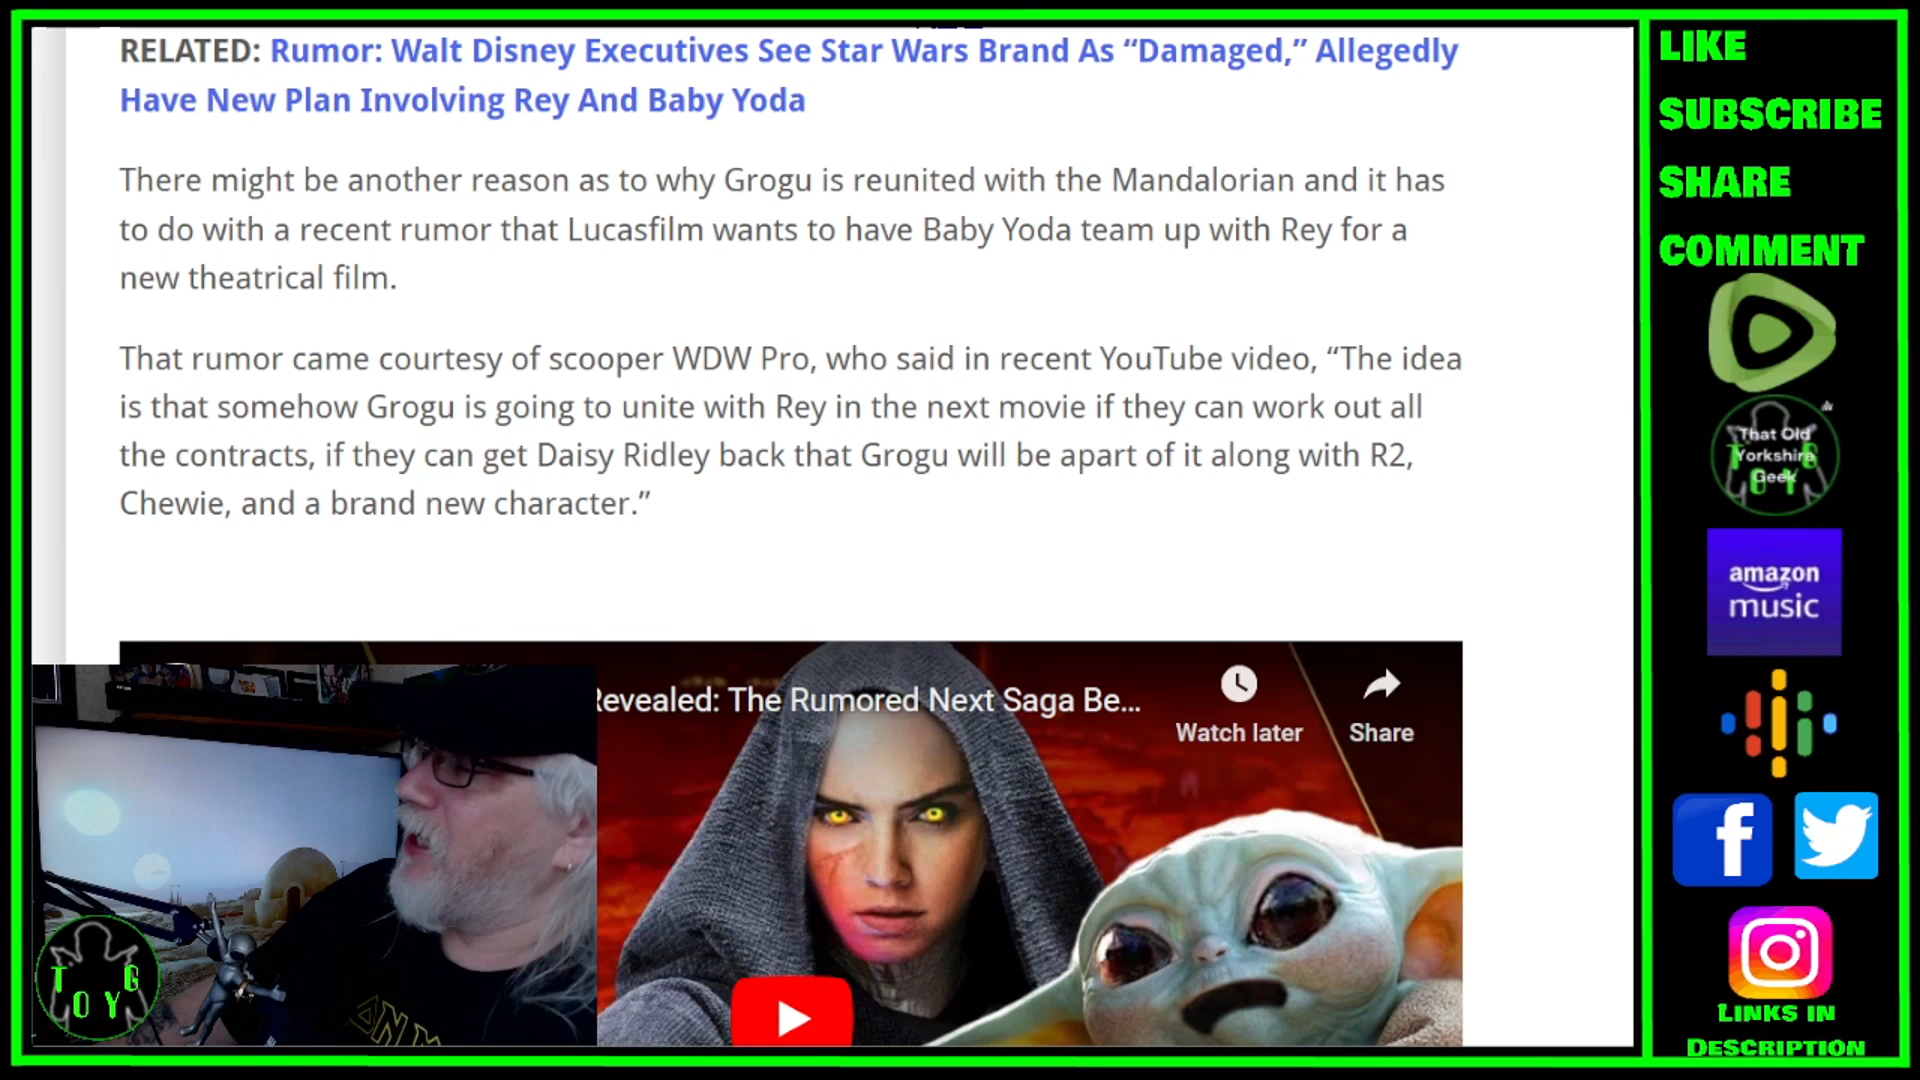 RELATED: Rumor: Walt Disney Executives See Star Wars Brand As “Damaged,” Allegedly
Have New Plan Involving Rey And Baby Yoda
There might be another reason as to why Grogu is reunited with the Mandalorian and it has
to do with a recent rumor that Lucasfilm wants to have Baby Yoda team up with Rey for a
new theatrical film.
That rumor came courtesy of scooper WDW Pro, who said in recent YouTube video, “The idea
is that somehow Grogu is going to unite with Rey in the next movie if they can work out all
the contracts, if they can get Daisy Ridley back that Grogu will be apart of it along with R2,
Chewie, and a brand new character.”
Revealed: The Rumored Next Saga Be...
Watch later
Share
T G
O Y
LIKE
SUBSCRIBE
SHARE
COMMENT
That Old
Yorkshire
Geek
amazon
music
LINKS IN
DESCRIPTION